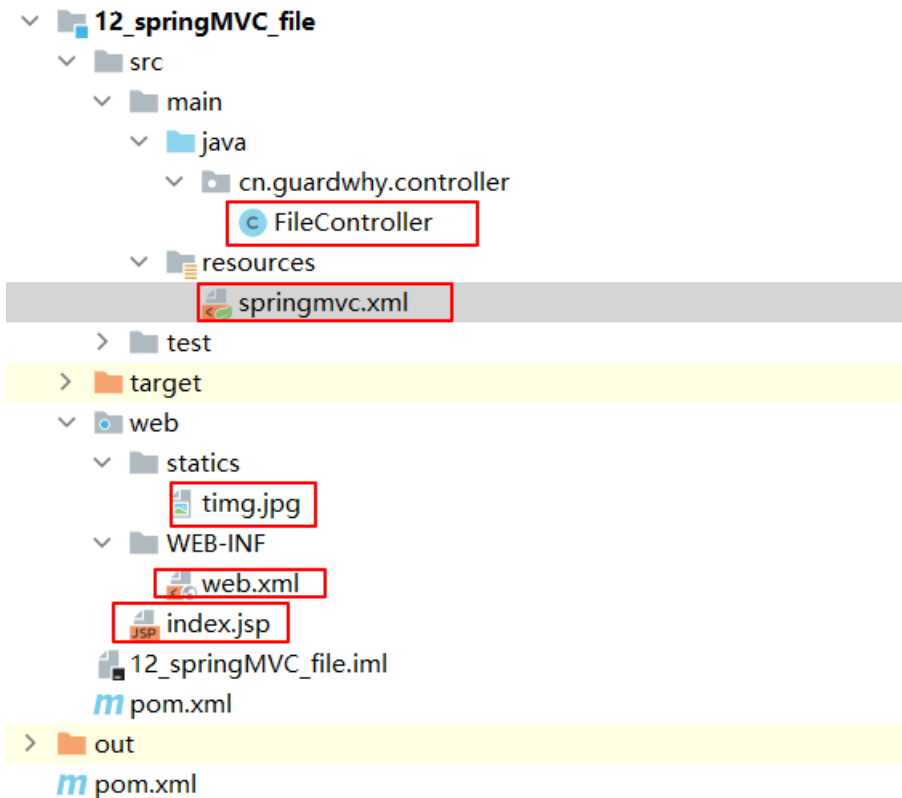 12_springMVC_file
src
main
java
cn.guardwhy.controller
C FileController
resources
springmvc.xml
test
target
web
statics
timg.jpg
WEB-INF
web.xml
JSP index.jsp
12_springMVC_file.iml
m pom.xml
out
m pom.xml